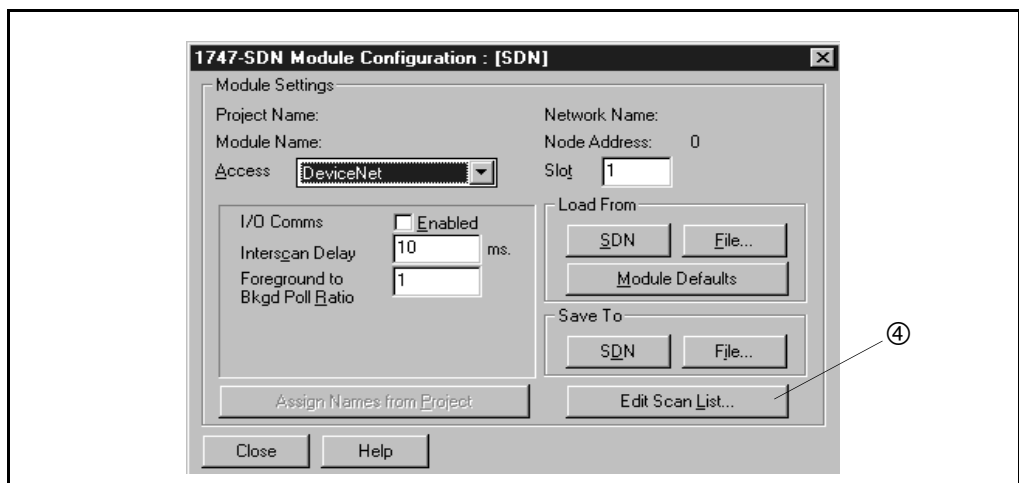 1747-SDN Module Configuration : [SDN]
Module Settings
Project Name:
Network Name:
Module Name:
Node Address: 0
Access DeviceNet
Slot 1
I/O Comms Enabled
Interscan Delay 10 ms.
Foreground to
Bkgd Poll Ratio 1
Load From
SDN File...
Module Defaults
Save To
SDN File...
④
Assign Names from Project
Edit Scan List...
Close Help